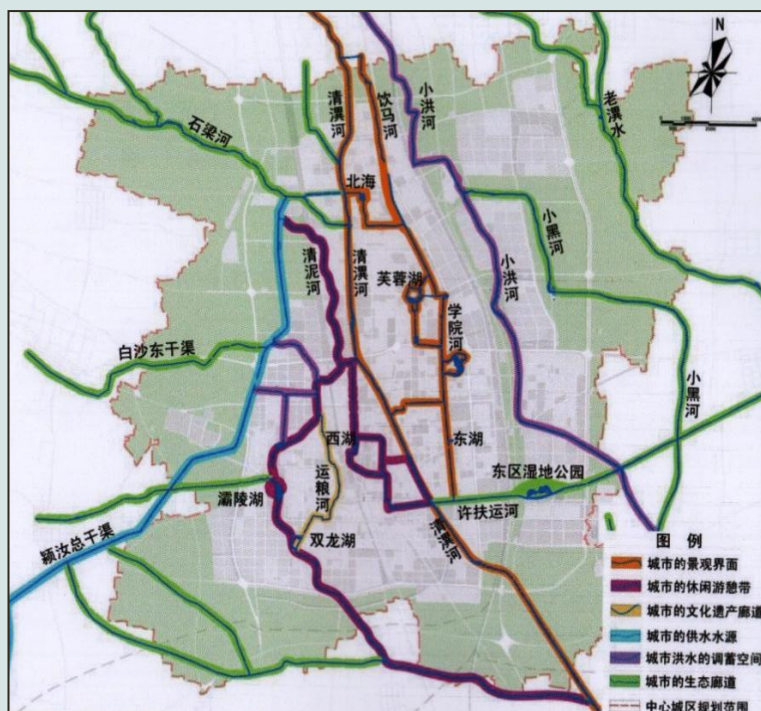 N
清潩河
饮马河
小洪河
老潩水
石梁河
北海
小黑河
清泥河
清潩河
芙蓉湖
小洪河
学院河
白沙东干渠
小黑河
西湖
东湖
运粮河
东区湿地公园
灞陵湖
许扶运河
颍汝总干渠
双龙湖
清潩河
图 例
城市的景观界面
城市的休闲游憩带
城市的文化遗产廊道
城市的供水水源
城市洪水的调蓄空间
城市的生态廊道
中心城区规划范围